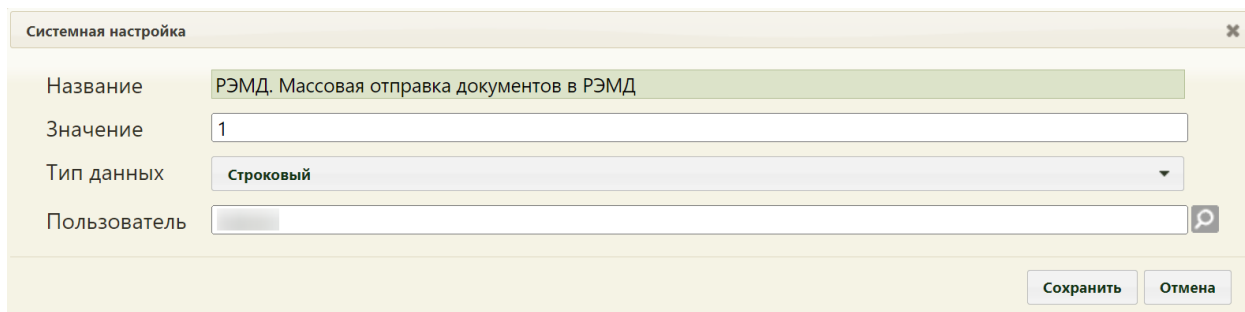 Системная настройка
Название РЭМД. Массовая отправка документов в РЭМД
Значение 1
Тип данных Строковый
Пользователь
Сохранить Отмена